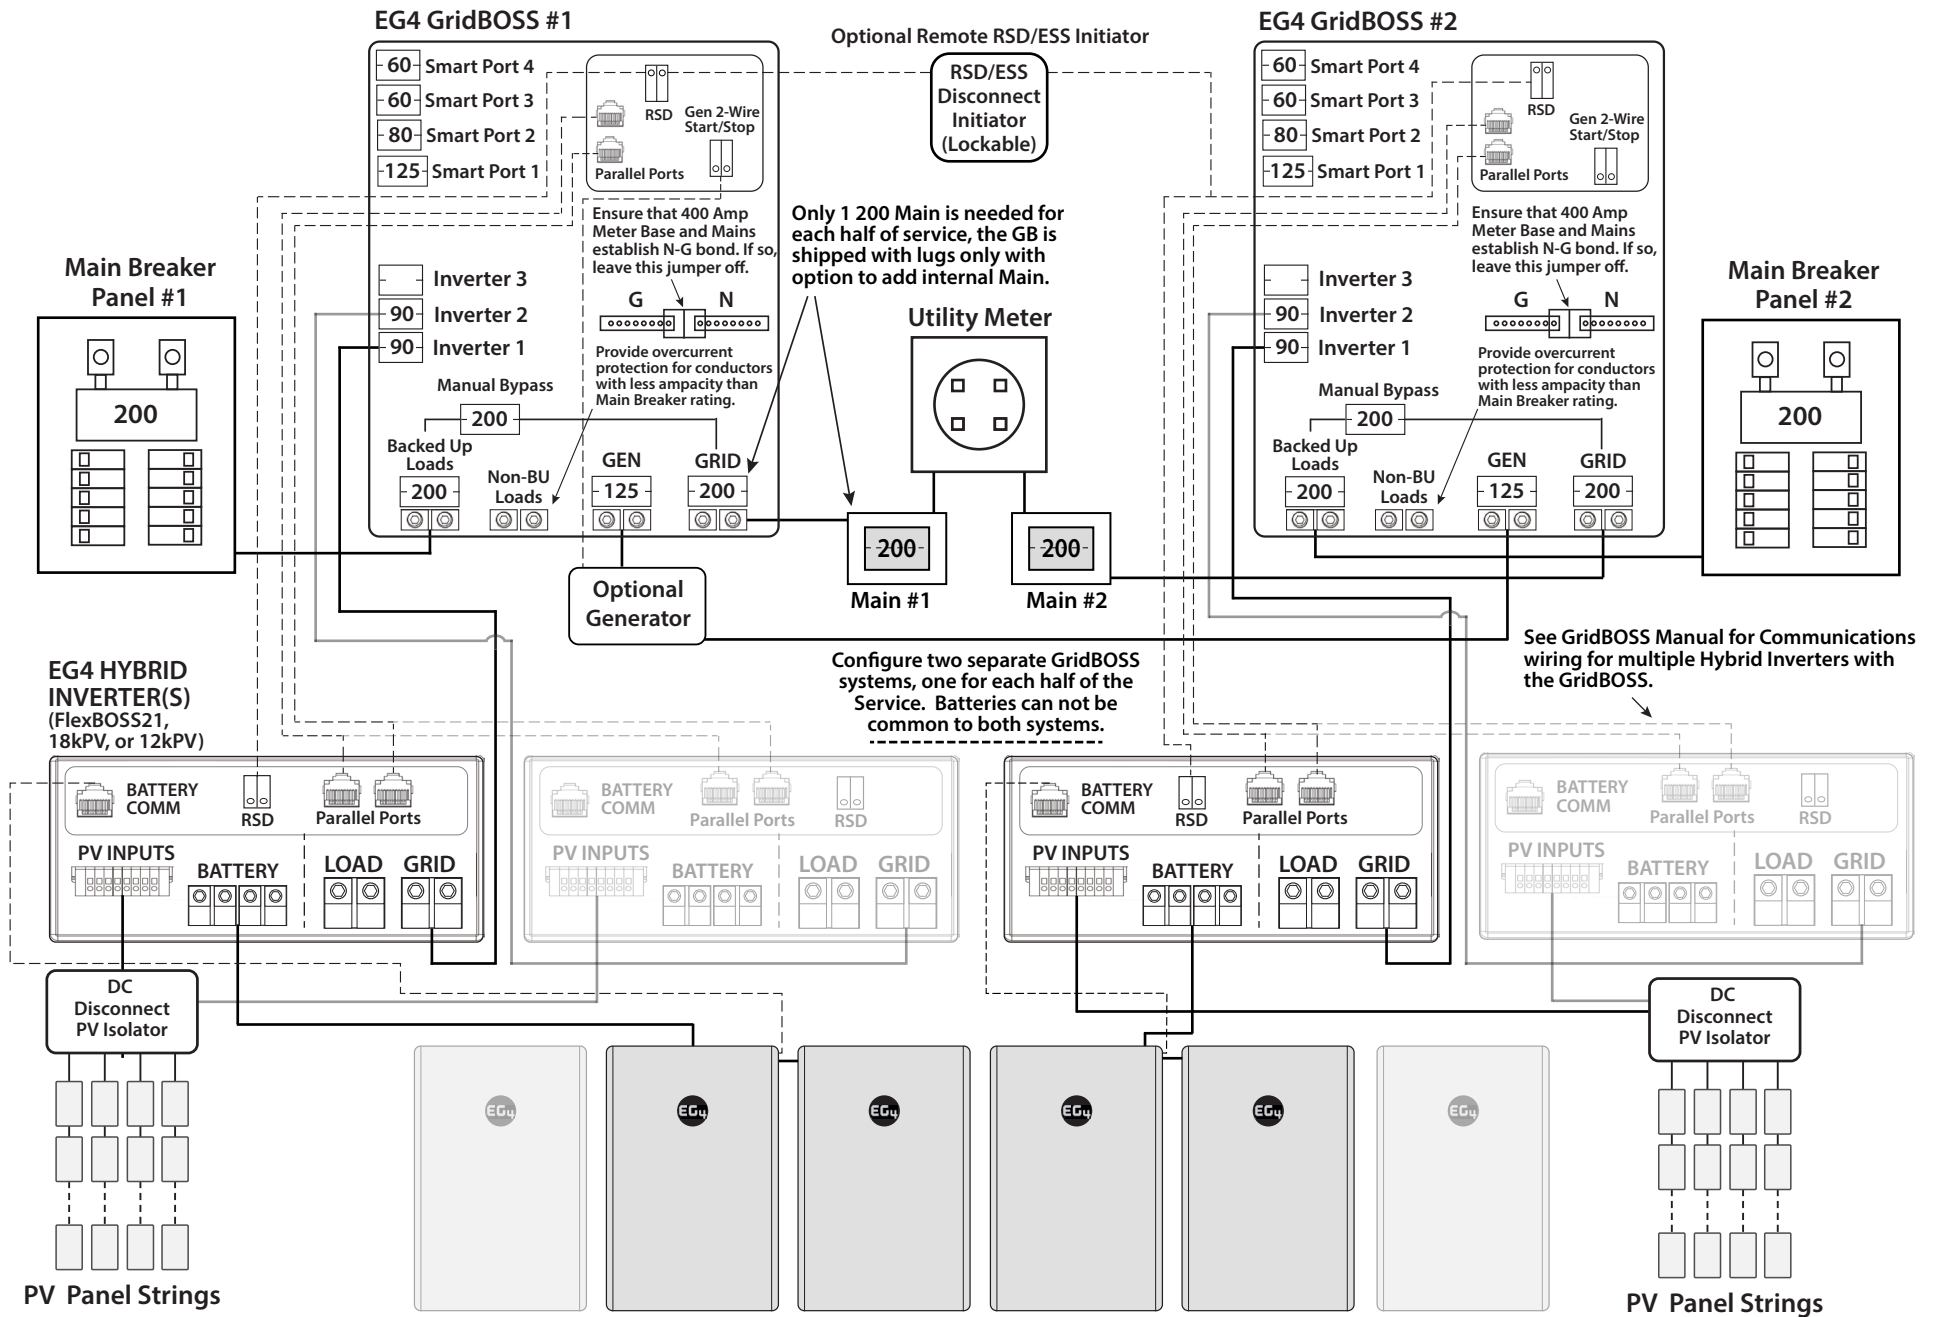 EG4 GridBOSS #1
60 Smart Port 4
60 Smart Port 3
80 Smart Port 2
125 Smart Port 1
RSD
Gen 2-Wire
Start/Stop
Parallel Ports
Ensure that 400 Amp
Meter Base and Mains
establish N-G bond. If so,
leave this jumper off.
G N
Inverter 3
90 Inverter 2
90 Inverter 1
Provide overcurrent
protection for conductors
with less ampacity than
Main Breaker rating.
Manual Bypass
200
Backed Up
Loads
200
Non-BU
Loads
GEN
125
GRID
200
Main Breaker
Panel #1
200
Optional Remote RSD/ESS Initiator
RSD/ESS
Disconnect
Initiator
(Lockable)
Only 1 200 Main is needed for
each half of service, the GB is
shipped with lugs only with
option to add internal Main.
Utility Meter
200
Main #1
200
Main #2
Optional
Generator
EG4 GridBOSS #2
60 Smart Port 4
60 Smart Port 3
80 Smart Port 2
125 Smart Port 1
RSD
Gen 2-Wire
Start/Stop
Parallel Ports
Ensure that 400 Amp
Meter Base and Mains
establish N-G bond. If so,
leave this jumper off.
G N
Inverter 3
90 Inverter 2
90 Inverter 1
Provide overcurrent
protection for conductors
with less ampacity than
Main Breaker rating.
Manual Bypass
200
Backed Up
Loads
200
Non-BU
Loads
GEN
125
GRID
200
Main Breaker
Panel #2
200
Configure two separate GridBOSS
systems, one for each half of the
Service. Batteries can not be
common to both systems.
See GridBOSS Manual for Communications
wiring for multiple Hybrid Inverters with
the GridBOSS.
EG4 HYBRID
INVERTER(S)
(FlexBOSS21,
18kPV, or 12kPV)
BATTERY
COMM
RSD
Parallel Ports
PV INPUTS
BATTERY
LOAD
GRID
BATTERY
COMM
Parallel Ports
RSD
PV INPUTS
BATTERY
LOAD
GRID
BATTERY
COMM
RSD
Parallel Ports
PV INPUTS
BATTERY
LOAD
GRID
BATTERY
COMM
Parallel Ports
RSD
PV INPUTS
BATTERY
LOAD
GRID
DC
Disconnect
PV Isolator
PV Panel Strings
EG4
EG4
EG4
EG4
EG4
EG4
DC
Disconnect
PV Isolator
PV Panel Strings